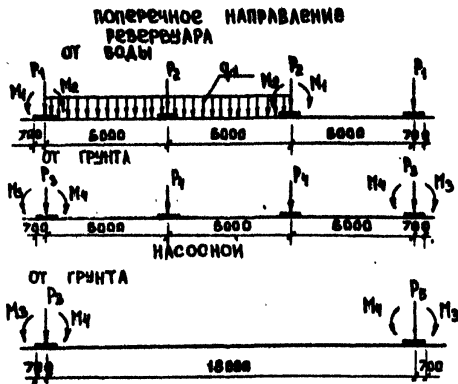 ПОПЕРЕЧНОЕ НАПРАВЛЕНИЕ
РЕЗЕРВУАРА
ОТ ВОДЫ
P1 P2 P2 P1
M1 M2 q1 M2 M1
700 6000 6000 6000 700
ОТ ГРУНТА
P3 P4 P4 P3
M3 M4 M4 M3
700 6000 6000 6000 700
НАСОСНОЙ
ОТ ГРУНТА
M3 M4 P5 M4 M3
700 18000 700